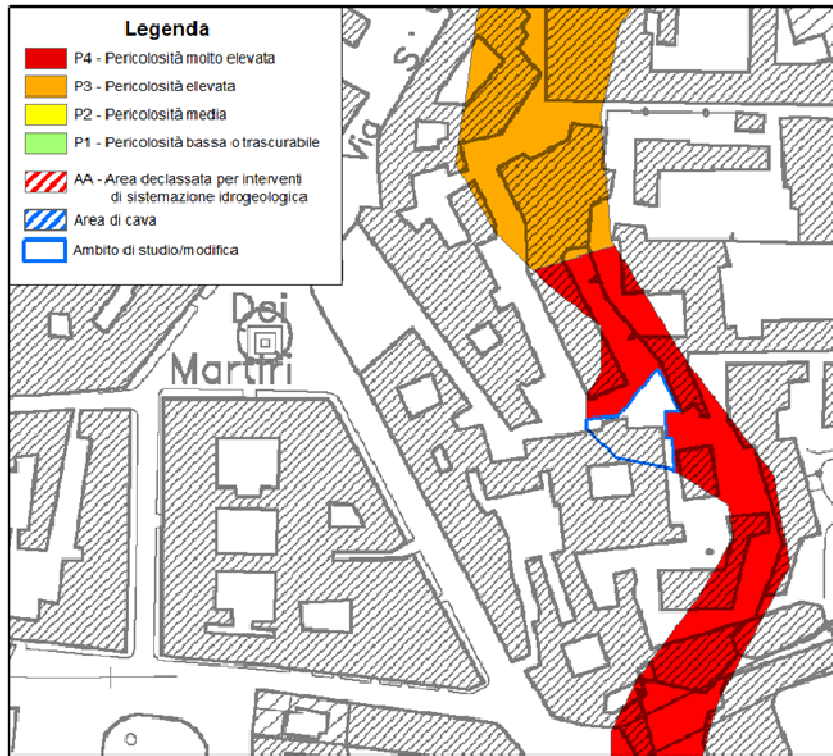 Legenda
P4 - Pericolosità molto elevata
P3 - Pericolosità elevata
P2 - Pericolosità media
P1 - Pericolosità bassa o trascurabile
AA - Area declassata per interventi
di sistemazione idrogeologica
Area di cava
Ambito di studio/modifica
Via S.
Dei
Martiri